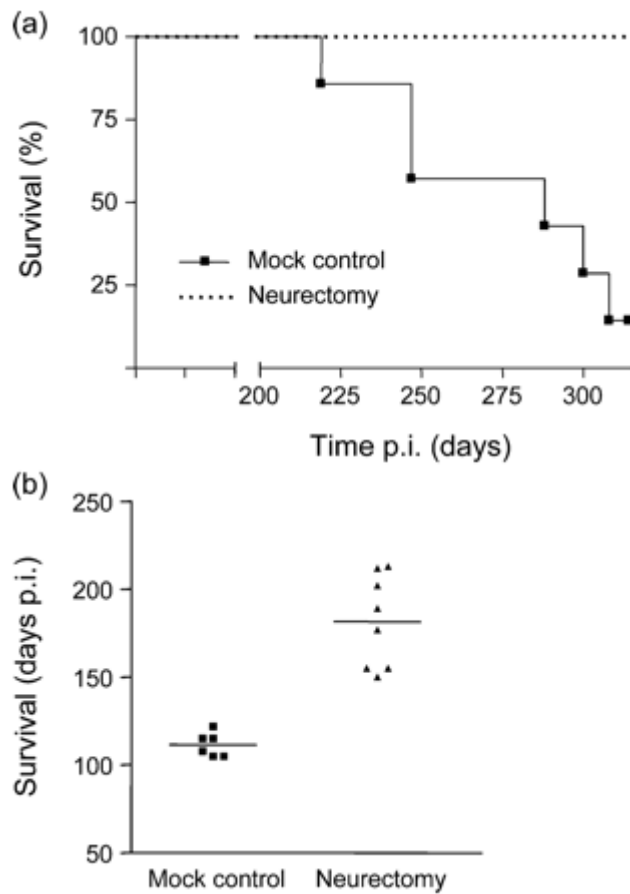 (a)
100
75
50
25
Survival (%)
Mock control
Neurectomy
200 225 250 275 300
Time p.i. (days)
(b)
250
200
150
100
50
Survival (days p.i.)
Mock control Neurectomy